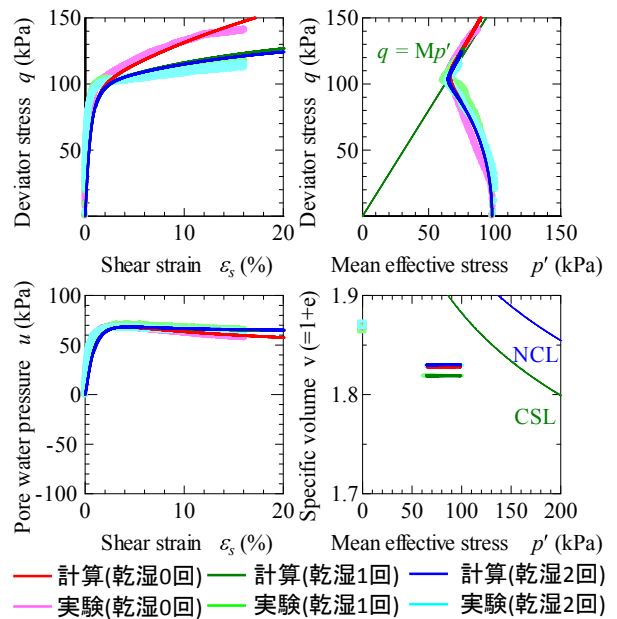 150
100
50
0 10 20
Deviator stress q (kPa)
Shear strain εs (%)
150
100
50
0 50 100 150
Deviator stress q (kPa)
q = Mp'
Mean effective stress p' (kPa)
100
50
0
-50
-100
0 10 20
Pore water pressure u (kPa)
Shear strain εs (%)
1.9
1.8
1.7
0 100 200
Specific volume v (=1+e)
NCL
CSL
Mean effective stress p' (kPa)
計算(乾湿0回) 計算(乾湿1回) 計算(乾湿2回)
実験(乾湿0回) 実験(乾湿1回) 実験(乾湿2回)